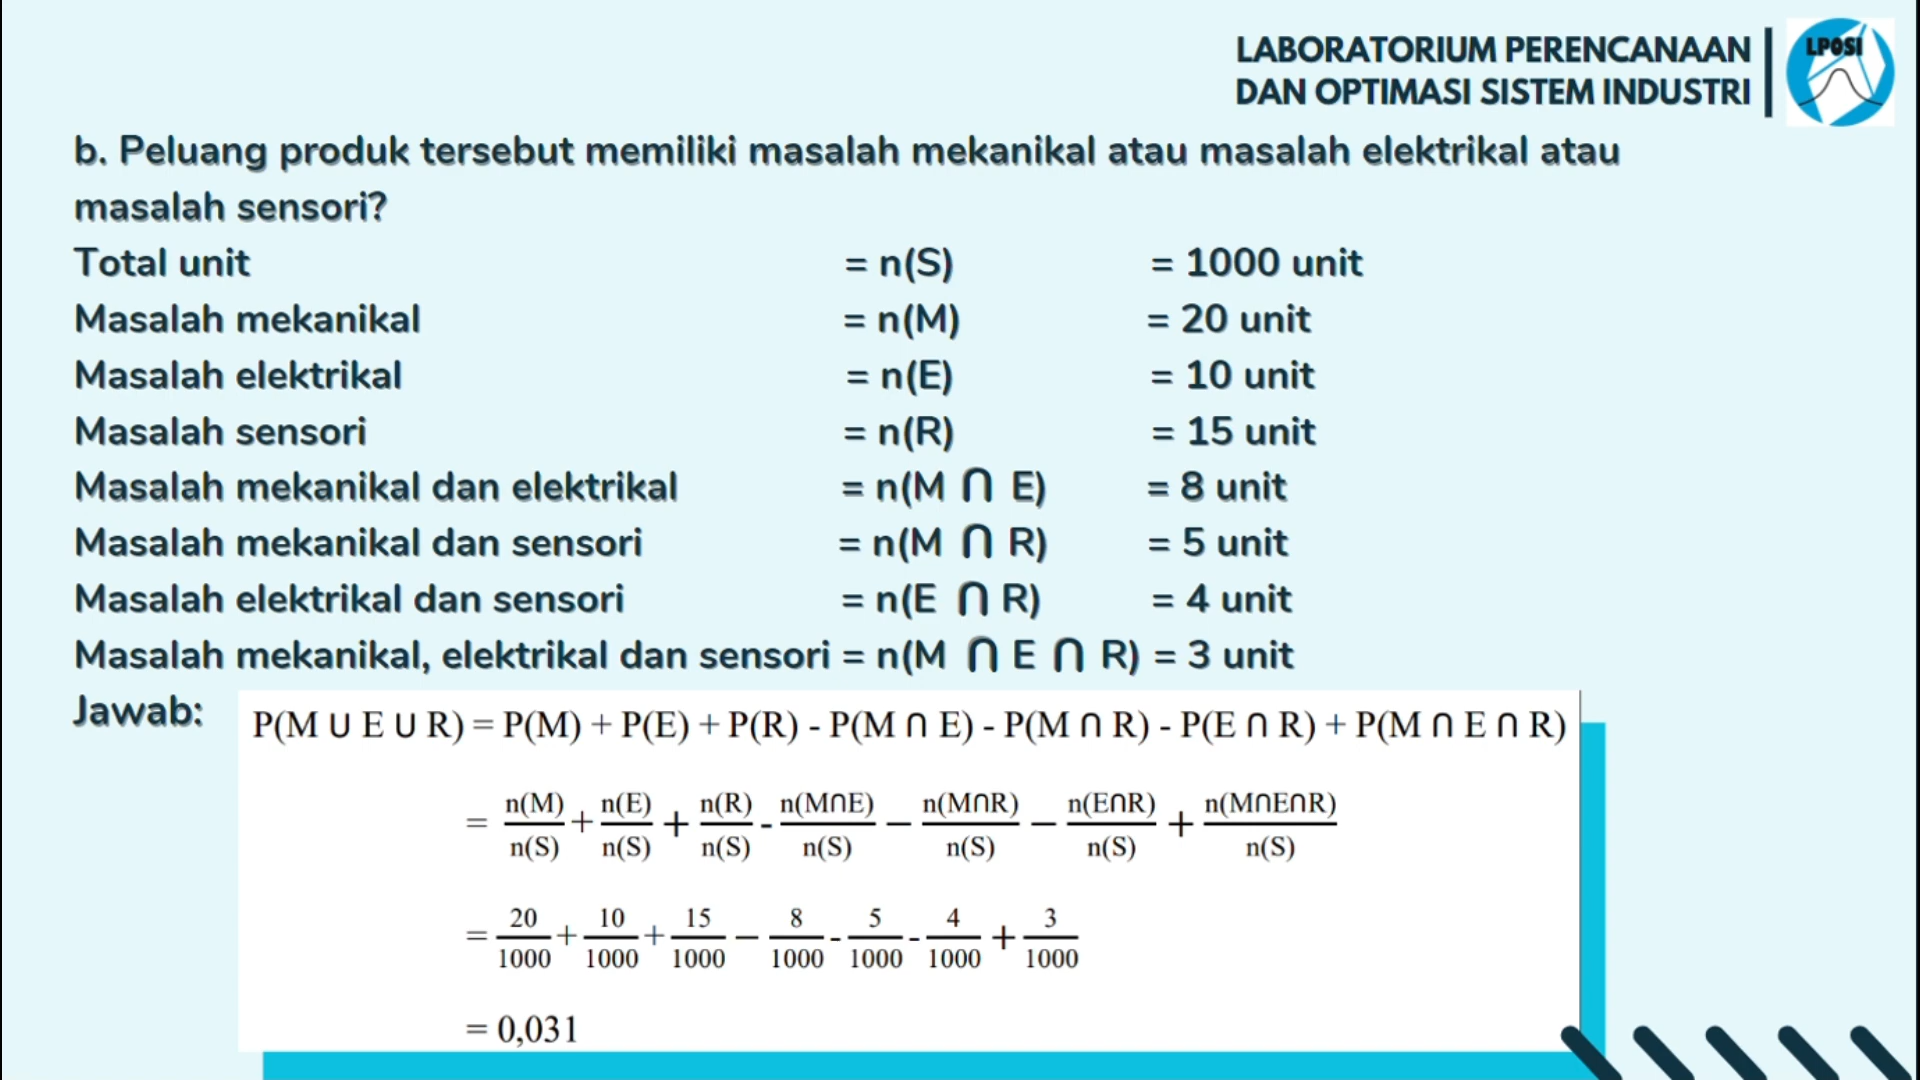 LABORATORIUM PERENCANAAN
DAN OPTIMASI SISTEM INDUSTRI
LPOSI
b. Peluang produk tersebut memiliki masalah mekanikal atau masalah elektrikal atau
masalah sensori?
Total unit = n(S) = 1000 unit
Masalah mekanikal = n(M) = 20 unit
Masalah elektrikal = n(E) = 10 unit
Masalah sensori = n(R) = 15 unit
Masalah mekanikal dan elektrikal = n(M ∩ E) = 8 unit
Masalah mekanikal dan sensori = n(M ∩ R) = 5 unit
Masalah elektrikal dan sensori = n(E ∩ R) = 4 unit
Masalah mekanikal, elektrikal dan sensori = n(M ∩ E ∩ R) = 3 unit
Jawab: P(M ∪ E ∪ R) = P(M) + P(E) + P(R) - P(M ∩ E) - P(M ∩ R) - P(E ∩ R) + P(M ∩ E ∩ R)
= n(M)/n(S) + n(E)/n(S) + n(R)/n(S) - n(M∩E)/n(S) − n(M∩R)/n(S) − n(E∩R)/n(S) + n(M∩E∩R)/n(S)
= 20/1000 + 10/1000 + 15/1000 − 8/1000 - 5/1000 - 4/1000 + 3/1000
= 0,031